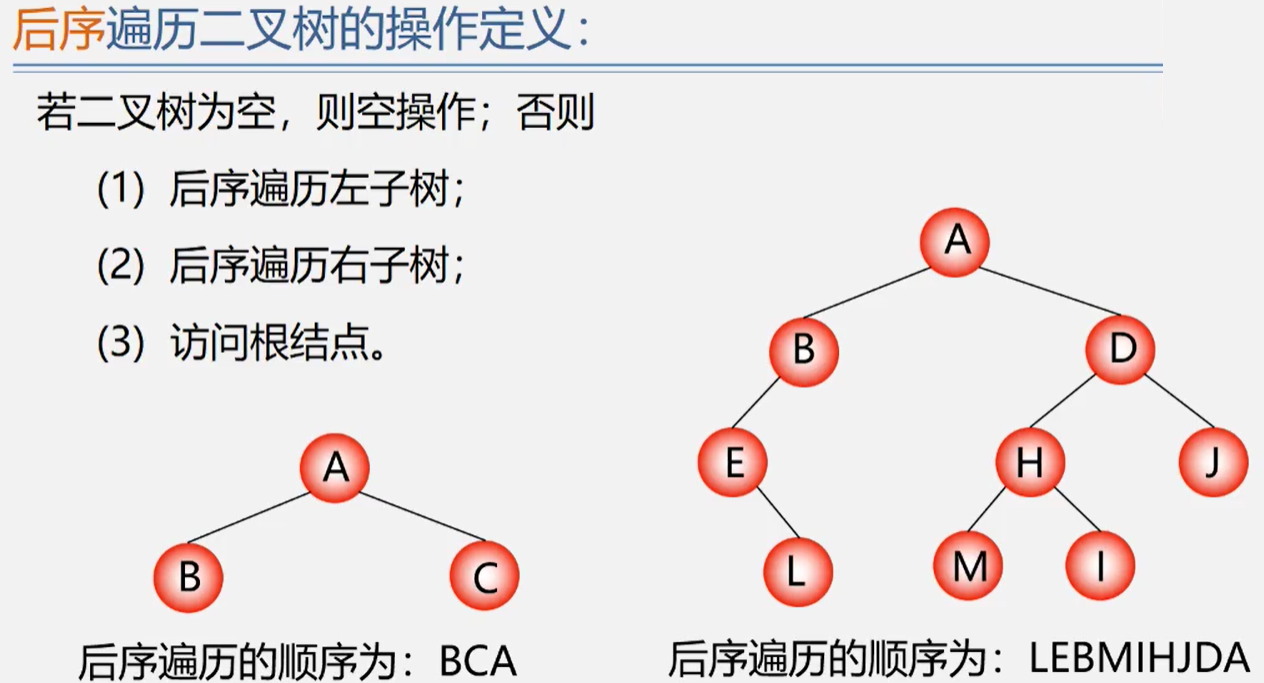 后序遍历二叉树的操作定义：
若二叉树为空，则空操作；否则
(1) 后序遍历左子树；
(2) 后序遍历右子树；
(3) 访问根结点。
A
B C
后序遍历的顺序为：BCA
A
B D
E H J
L M I
后序遍历的顺序为：LEBMIHJDA